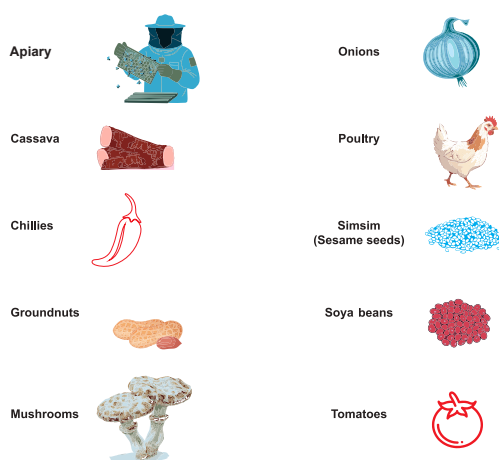 Apiary
Onions
Cassava
Poultry
Chillies
Simsim
(Sesame seeds)
Groundnuts
Soya beans
Mushrooms
Tomatoes